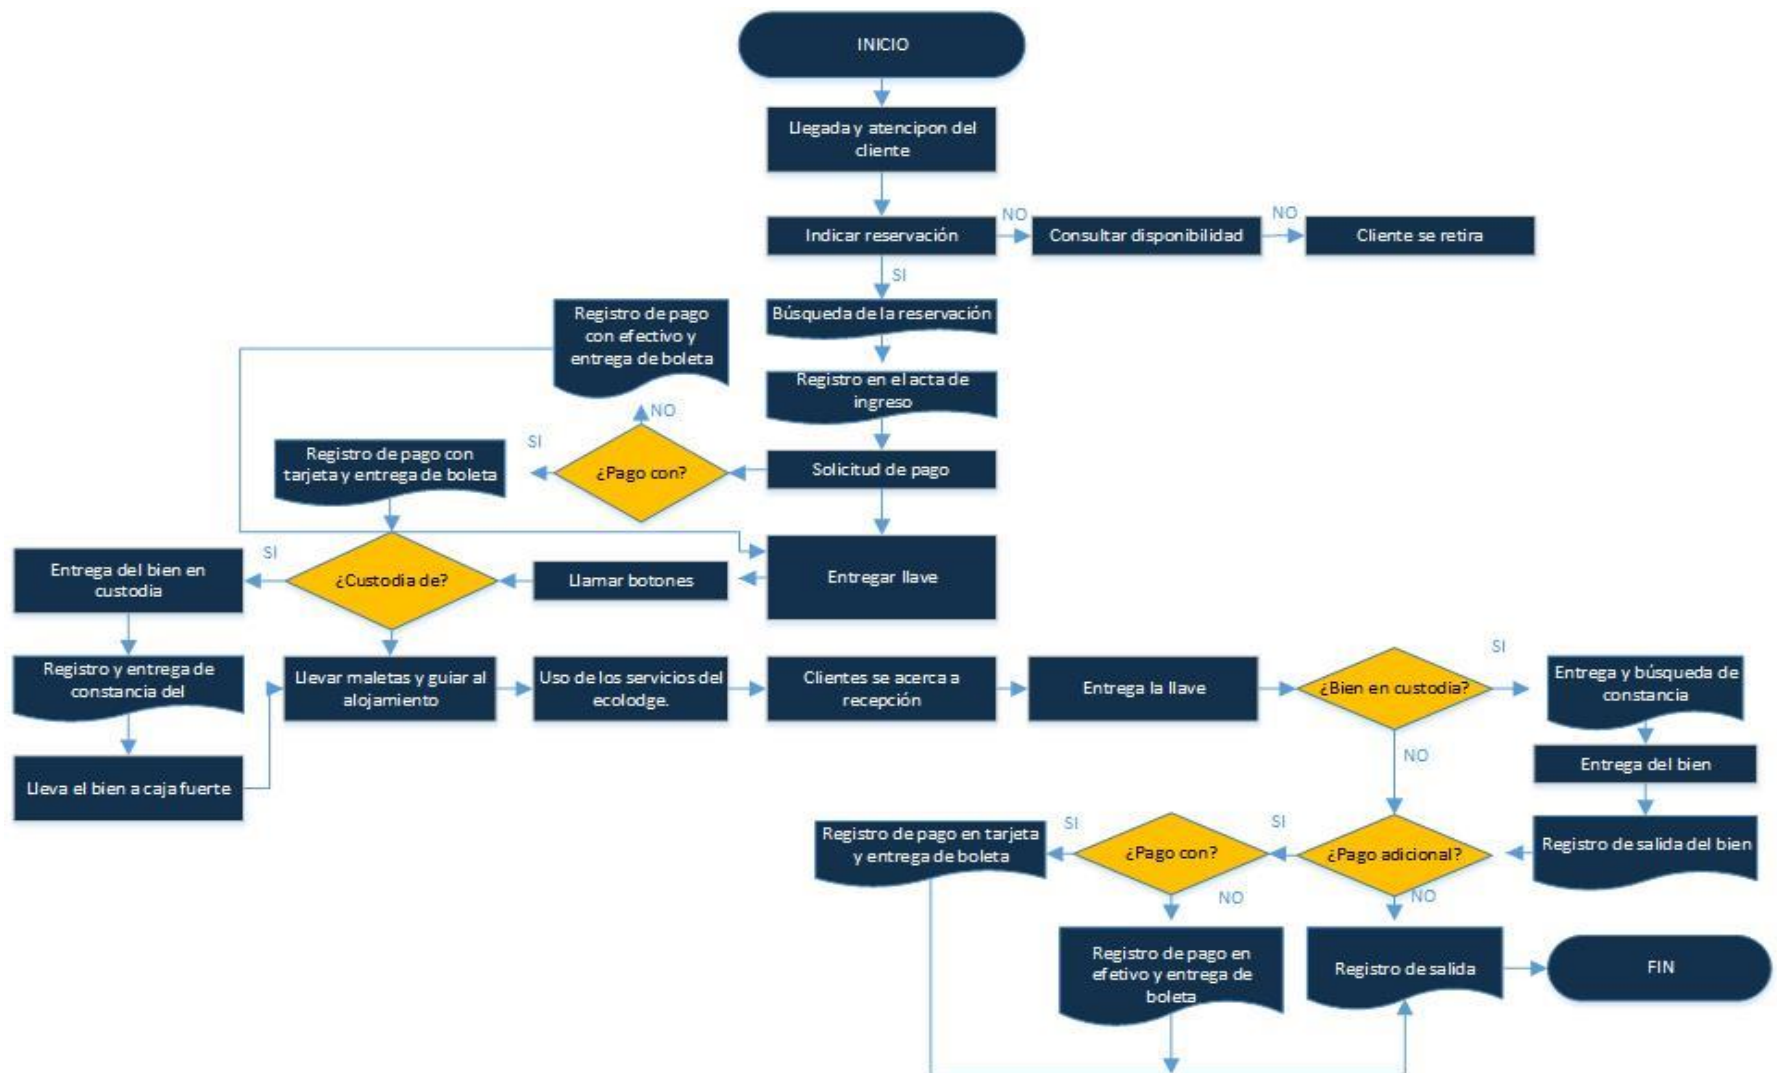 INICIO
Llegada y atencipon del
cliente
Indicar reservación
NO
Consultar disponibilidad
NO
Cliente se retira
SI
Búsqueda de la reservación
Registro de pago
con efectivo y
entrega de boleta
Registro en el acta de
ingreso
NO
SI
Registro de pago con
tarjeta y entrega de boleta
¿Pago con?
Solicitud de pago
SI
Entrega del bien en
custodia
¿Custodia de?
Llamar botones
Entregar llave
Registro y entrega de
constancia del
Llevar maletas y guiar al
alojamiento
Uso de los servicios del
ecolodge.
Clientes se acerca a
recepción
Entrega la llave
¿Bien en custodia?
SI
Entrega y búsqueda de
constancia
NO
Entrega del bien
Lleva el bien a caja fuerte
Registro de pago en tarjeta
y entrega de boleta
SI
¿Pago con?
SI
¿Pago adicional?
Registro de salida del bien
NO
NO
Registro de pago en
efetivo y entrega de
boleta
Registro de salida
FIN